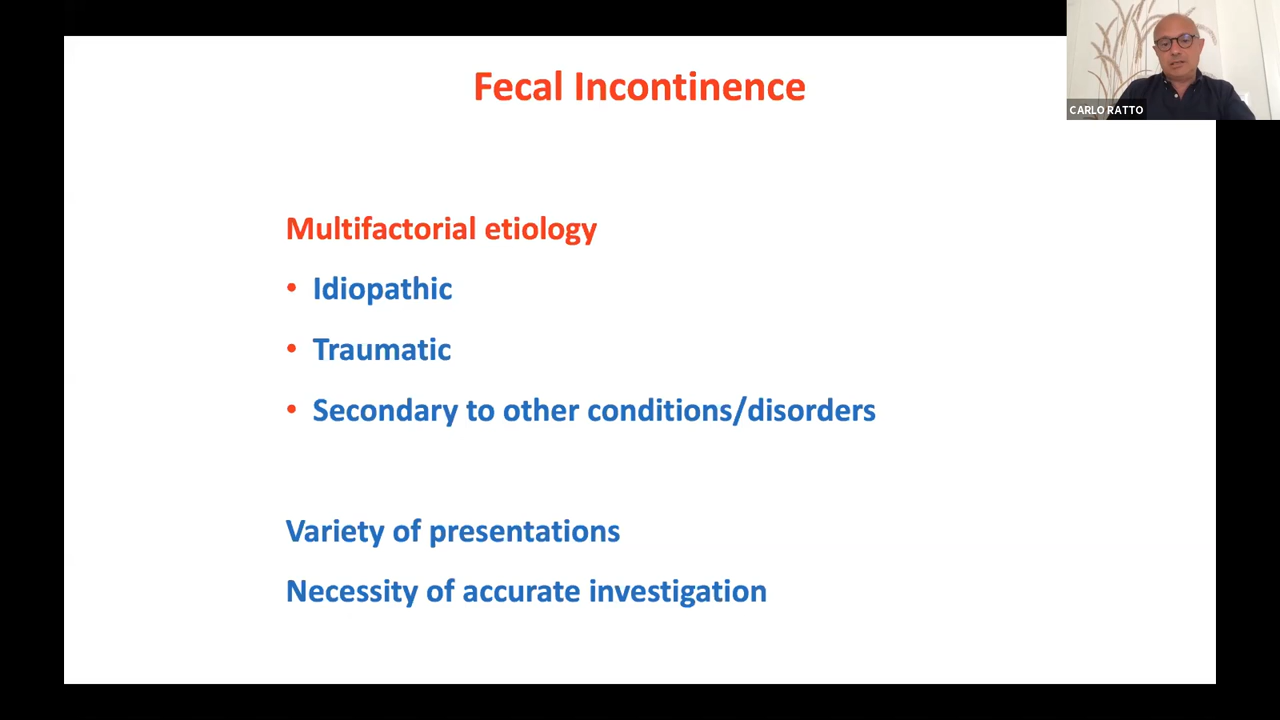 Fecal Incontinence
CARLO RATTO
Multifactorial etiology
• Idiopathic
• Traumatic
• Secondary to other conditions/disorders
Variety of presentations
Necessity of accurate investigation